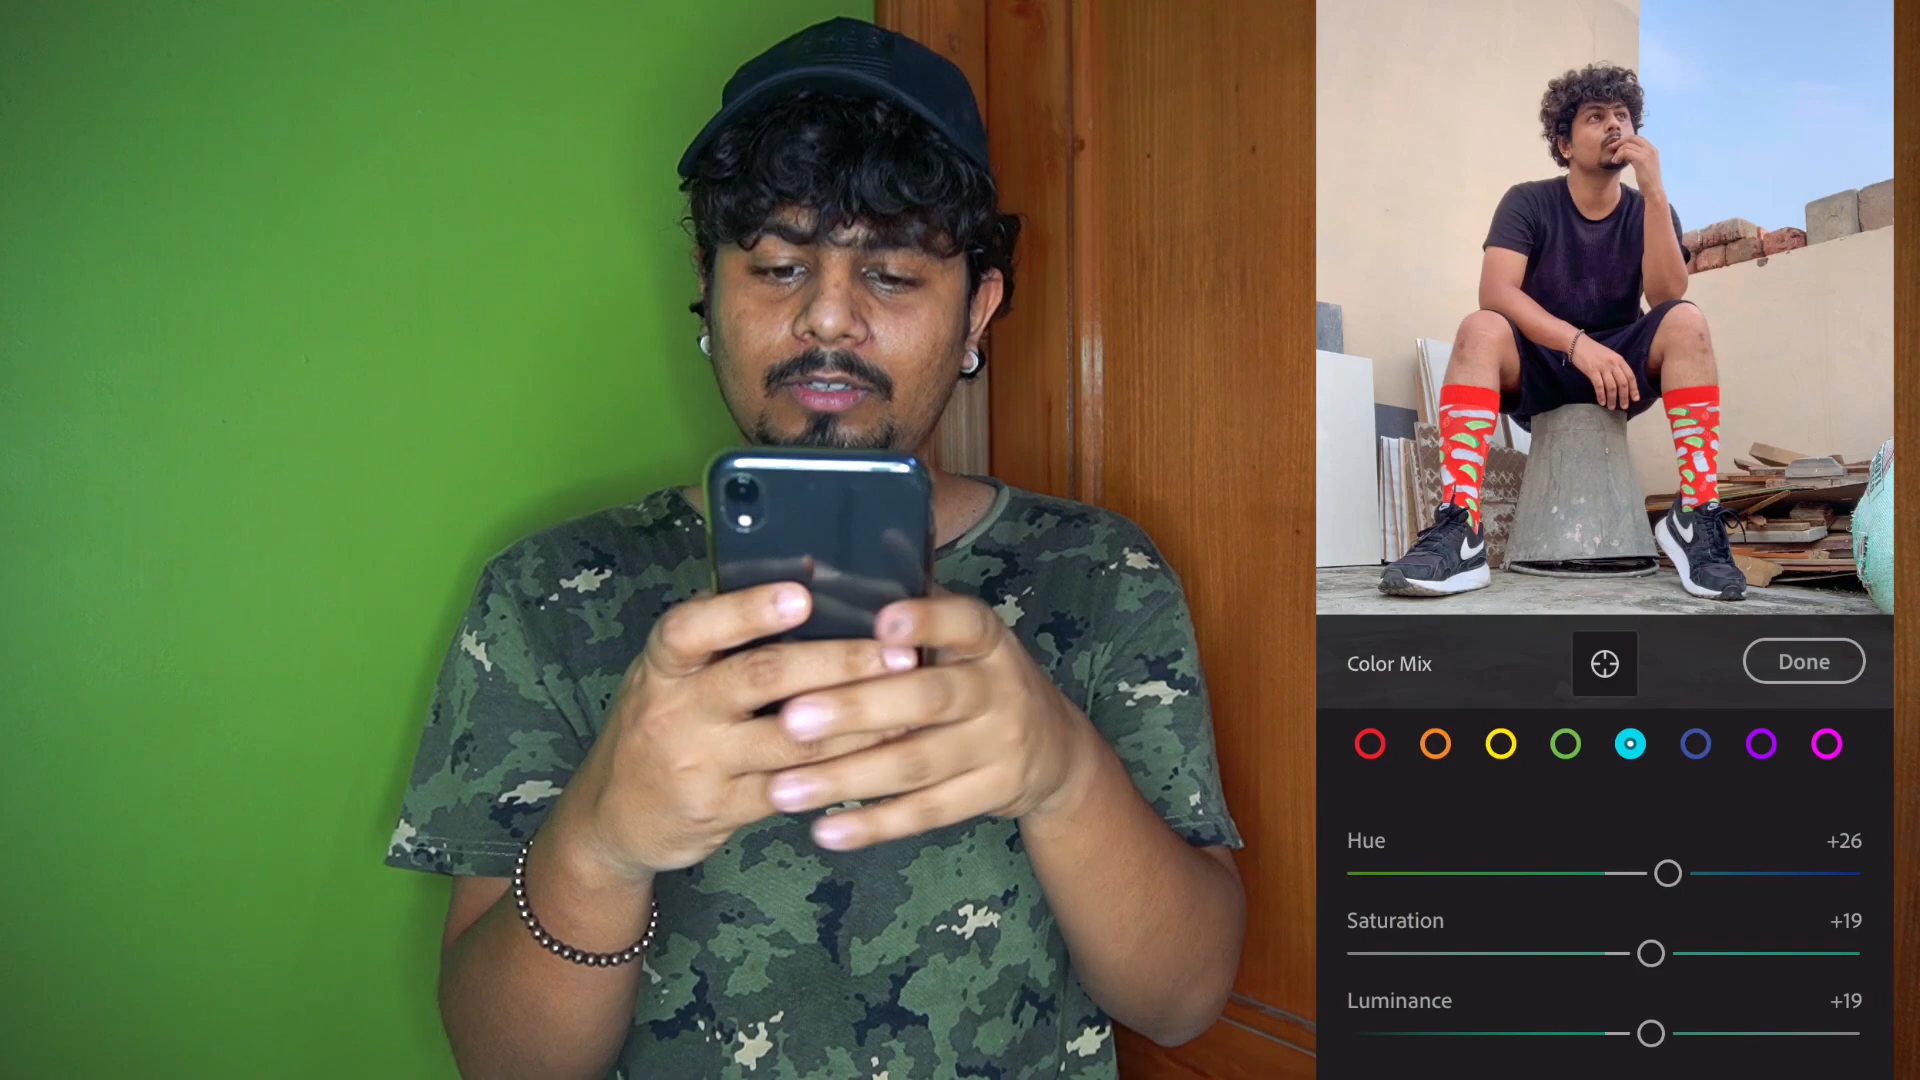 Color Mix
Done
Hue +26
Saturation +19
Luminance +19